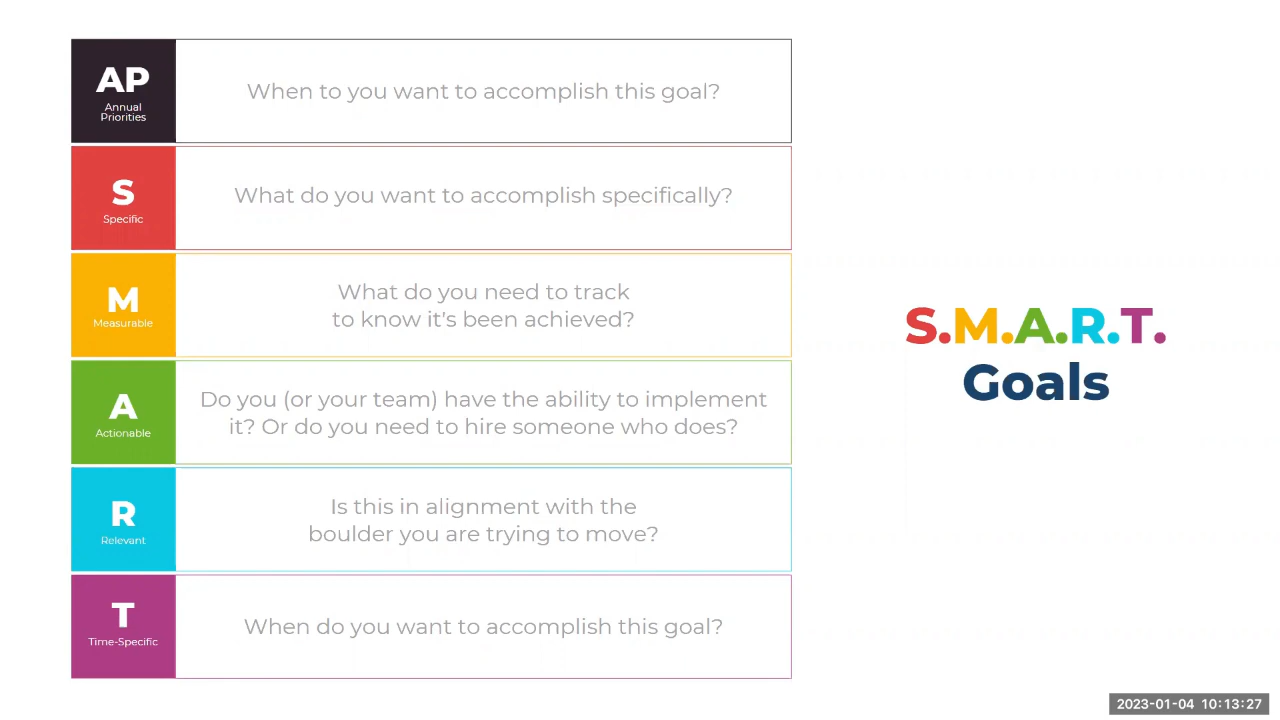 AP
Annual
Priorities
When to you want to accomplish this goal?
S
Specific
What do you want to accomplish specifically?
M
Measurable
What do you need to track
to know it's been achieved?
A
Actionable
Do you (or your team) have the ability to implement
it? Or do you need to hire someone who does?
R
Relevant
Is this in alignment with the
boulder you are trying to move?
T
Time-Specific
When do you want to accomplish this goal?
S.M.A.R.T.
Goals
2023-01-04 10:13:27